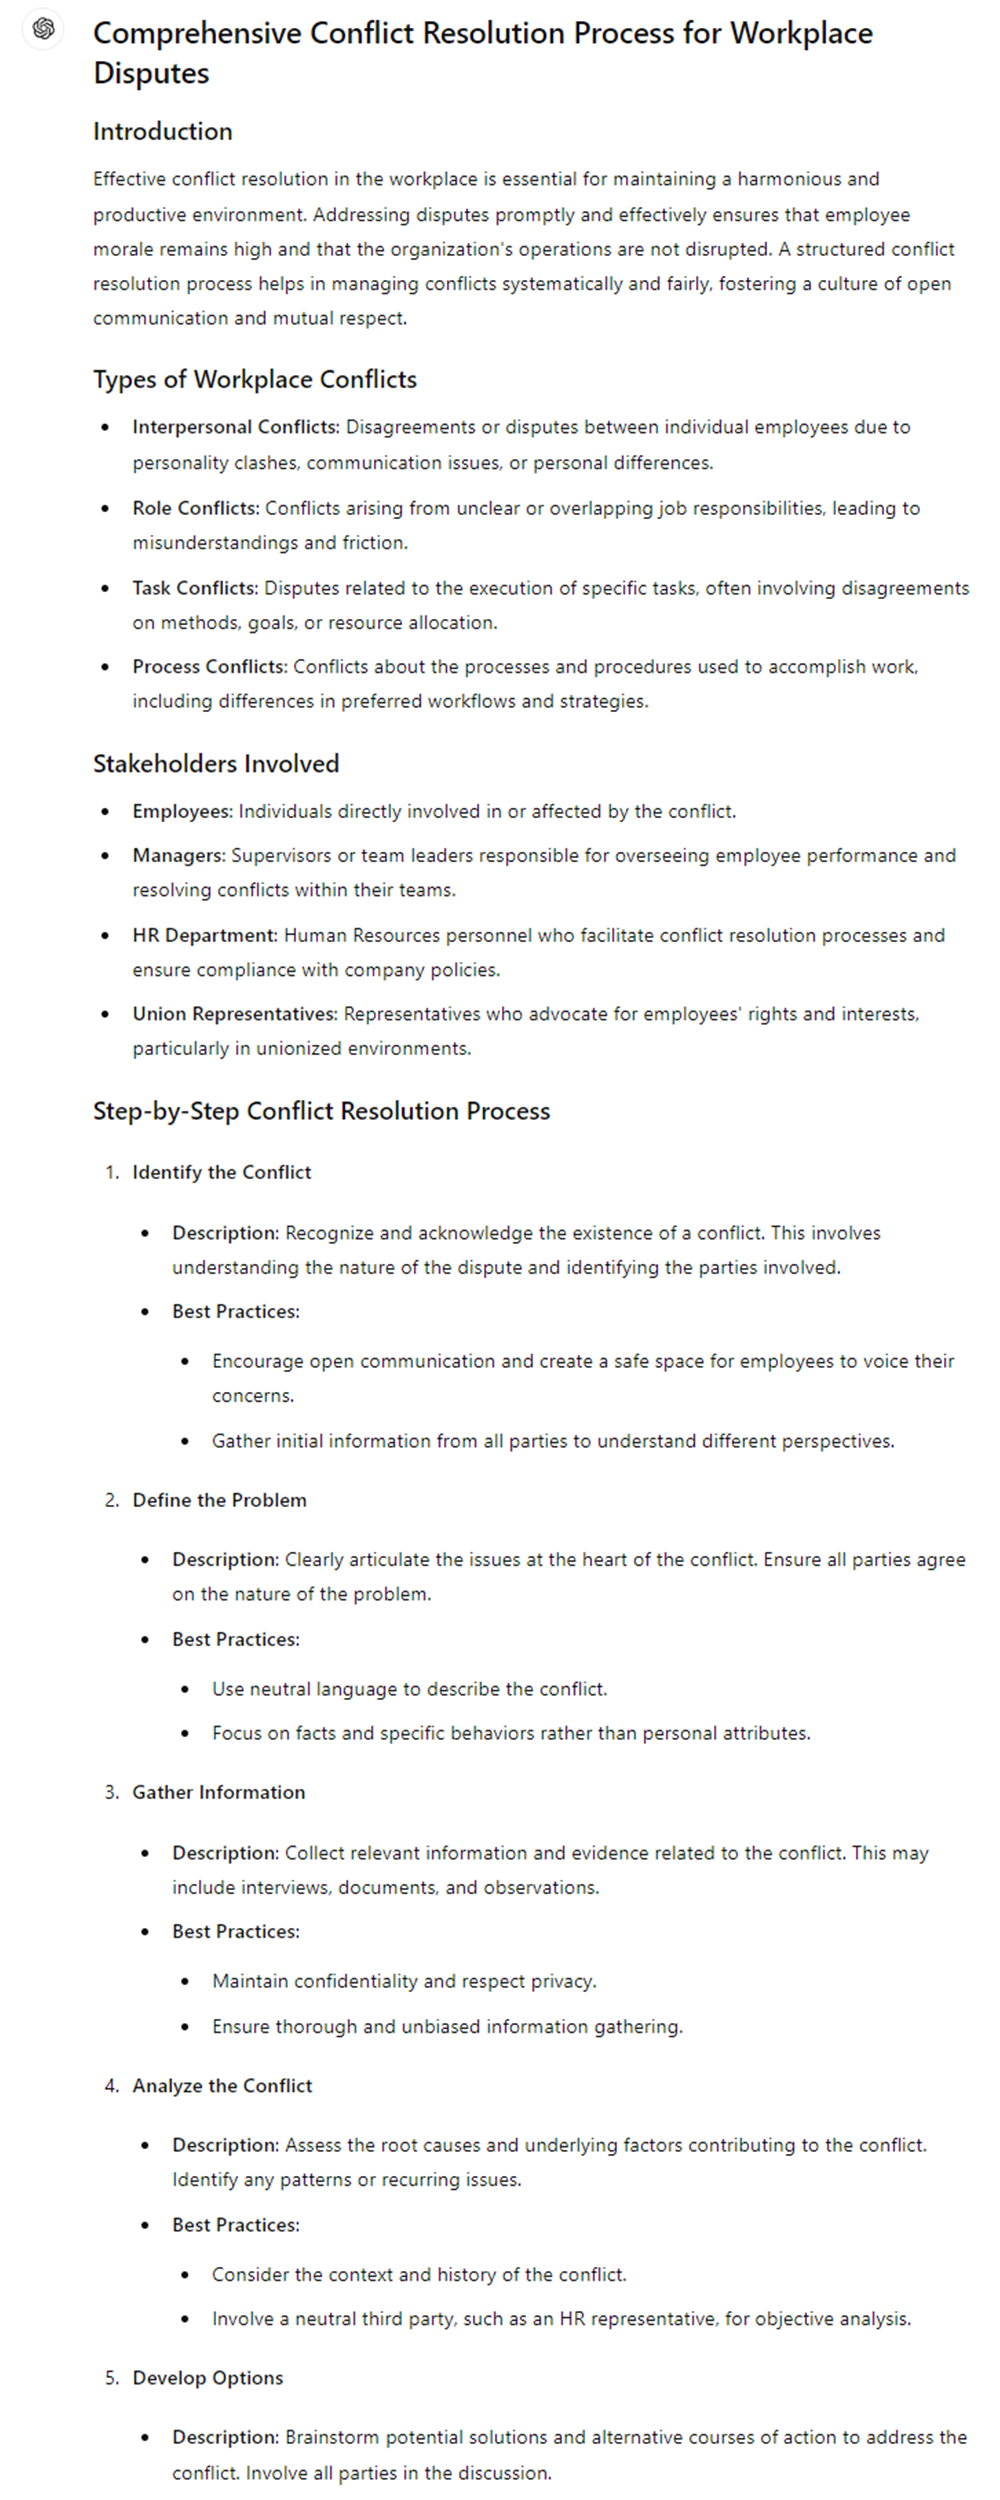 Comprehensive Conflict Resolution Process for Workplace
Disputes
Introduction
Effective conflict resolution in the workplace is essential for maintaining a harmonious and
productive environment. Addressing disputes promptly and effectively ensures that employee
morale remains high and that the organization's operations are not disrupted. A structured conflict
resolution process helps in managing conflicts systematically and fairly, fostering a culture of open
communication and mutual respect.
Types of Workplace Conflicts
• Interpersonal Conflicts: Disagreements or disputes between individual employees due to
personality clashes, communication issues, or personal differences.
• Role Conflicts: Conflicts arising from unclear or overlapping job responsibilities, leading to
misunderstandings and friction.
• Task Conflicts: Disputes related to the execution of specific tasks, often involving disagreements
on methods, goals, or resource allocation.
• Process Conflicts: Conflicts about the processes and procedures used to accomplish work,
including differences in preferred workflows and strategies.
Stakeholders Involved
• Employees: Individuals directly involved in or affected by the conflict.
• Managers: Supervisors or team leaders responsible for overseeing employee performance and
resolving conflicts within their teams.
• HR Department: Human Resources personnel who facilitate conflict resolution processes and
ensure compliance with company policies.
• Union Representatives: Representatives who advocate for employees' rights and interests,
particularly in unionized environments.
Step-by-Step Conflict Resolution Process
1. Identify the Conflict
• Description: Recognize and acknowledge the existence of a conflict. This involves
understanding the nature of the dispute and identifying the parties involved.
• Best Practices:
• Encourage open communication and create a safe space for employees to voice their
concerns.
• Gather initial information from all parties to understand different perspectives.
2. Define the Problem
• Description: Clearly articulate the issues at the heart of the conflict. Ensure all parties agree
on the nature of the problem.
• Best Practices:
• Use neutral language to describe the conflict.
• Focus on facts and specific behaviors rather than personal attributes.
3. Gather Information
• Description: Collect relevant information and evidence related to the conflict. This may
include interviews, documents, and observations.
• Best Practices:
• Maintain confidentiality and respect privacy.
• Ensure thorough and unbiased information gathering.
4. Analyze the Conflict
• Description: Assess the root causes and underlying factors contributing to the conflict.
Identify any patterns or recurring issues.
• Best Practices:
• Consider the context and history of the conflict.
• Involve a neutral third party, such as an HR representative, for objective analysis.
5. Develop Options
• Description: Brainstorm potential solutions and alternative courses of action to address the
conflict. Involve all parties in the discussion.